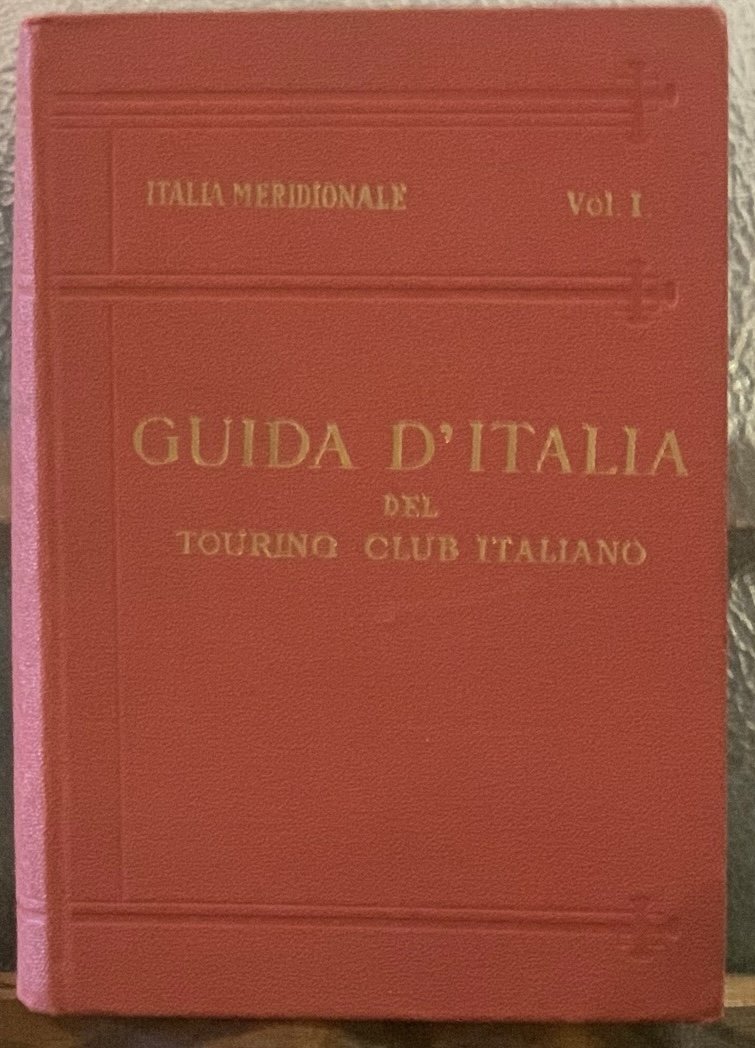 ITALIA MERIDIONALE Vol. I
GUIDA D'ITALIA
DEL
TOURING CLUB ITALIANO